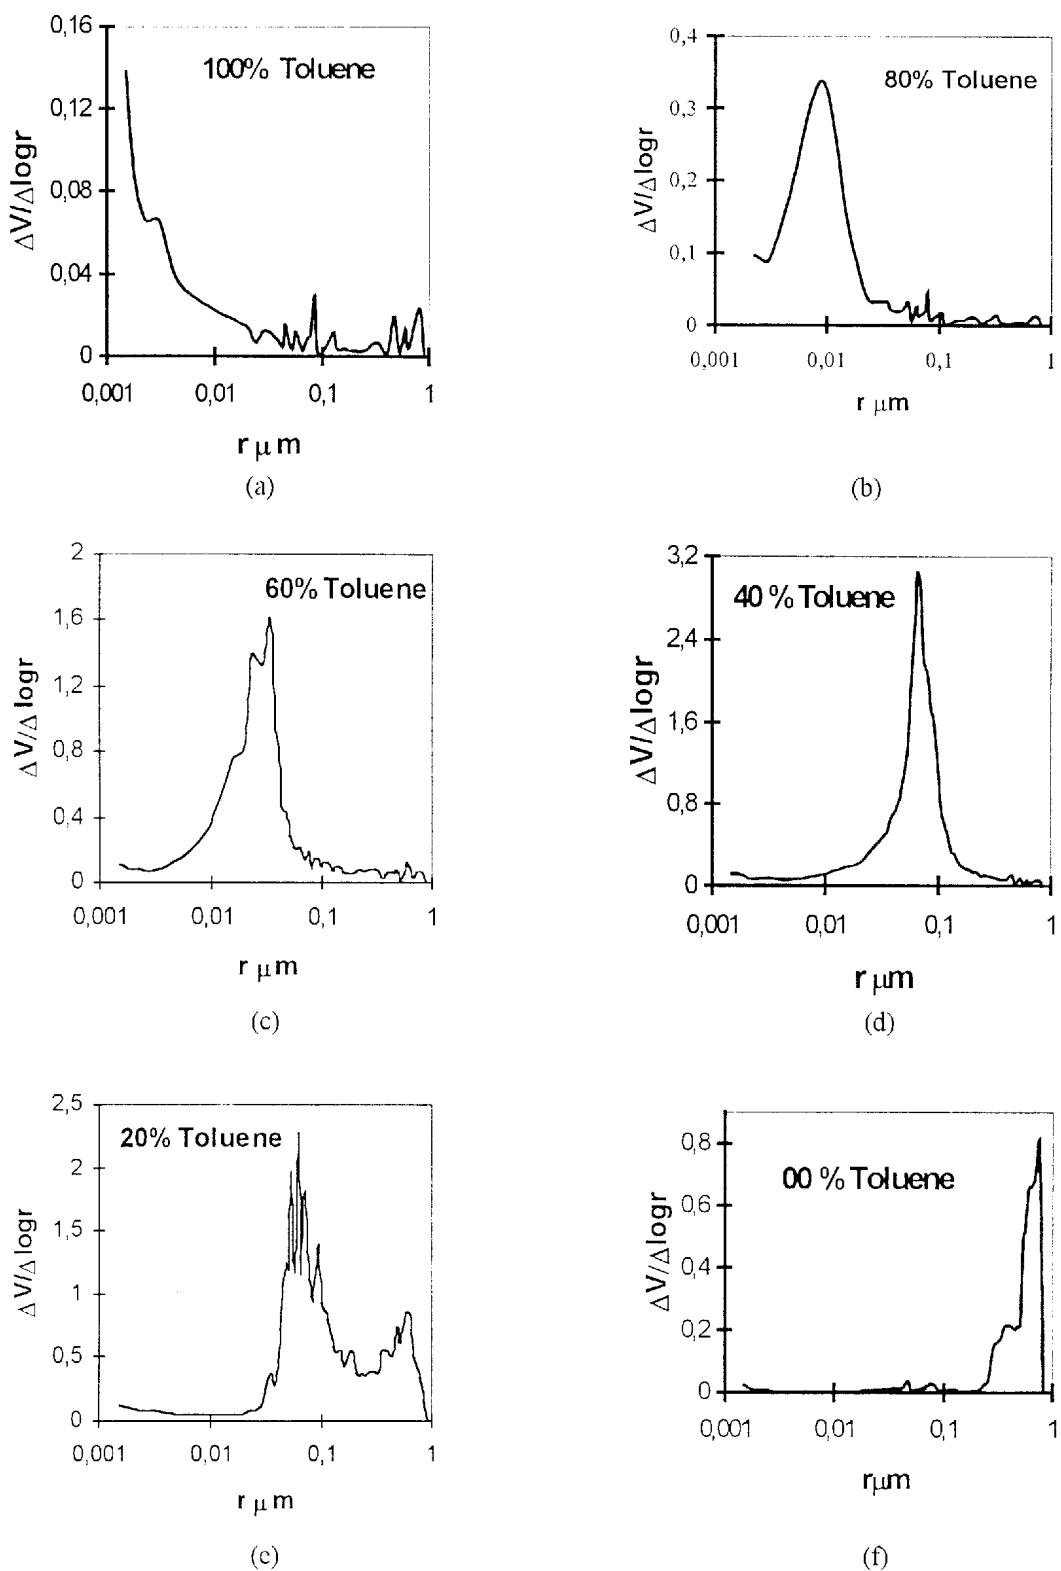 0,16
0,12
0,08
0,04
0
ΔV/Δlogr
100% Toluene
0,001
0,01
0,1
1
r μ m
(a)
0,4
0,3
0,2
0,1
0
ΔV/Δlogr
80% Toluene
0,001
0,01
0,1
1
r μm
(b)
2
1,6
1,2
0,8
0,4
0
ΔV/Δ logr
60% Toluene
0,001
0,01
0,1
1
r μ m
(c)
3,2
2,4
1,6
0,8
0
ΔV/Δlogr
40 % Toluene
0,001
0,01
0,1
1
r μm
(d)
2,5
2
1,5
1
0,5
0
ΔV/Δ logr
20% Toluene
0,001
0,01
0,1
1
r μ m
(e)
0,8
0,6
0,4
0,2
0
ΔV/Δlogr
00 % Toluene
0,001
0,01
0,1
1
rμm
(f)